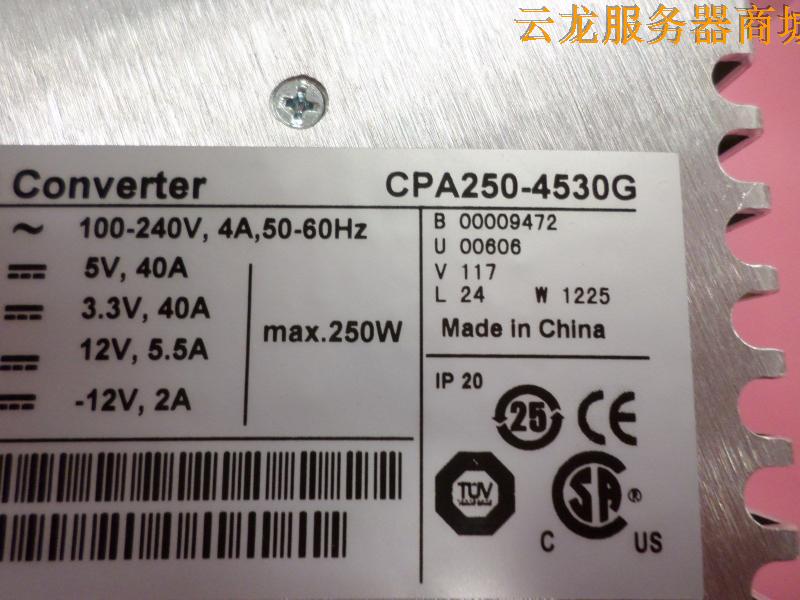 云龙服务器商城
Converter CPA250-4530G
~ 100-240V, 4A,50-60Hz
5V, 40A
3.3V, 40A
12V, 5.5A
-12V, 2A
max.250W
B 00009472
U 00606
V 117
L 24 W 1225
Made in China
IP 20
25
CE
TÜV
SA ®
C US